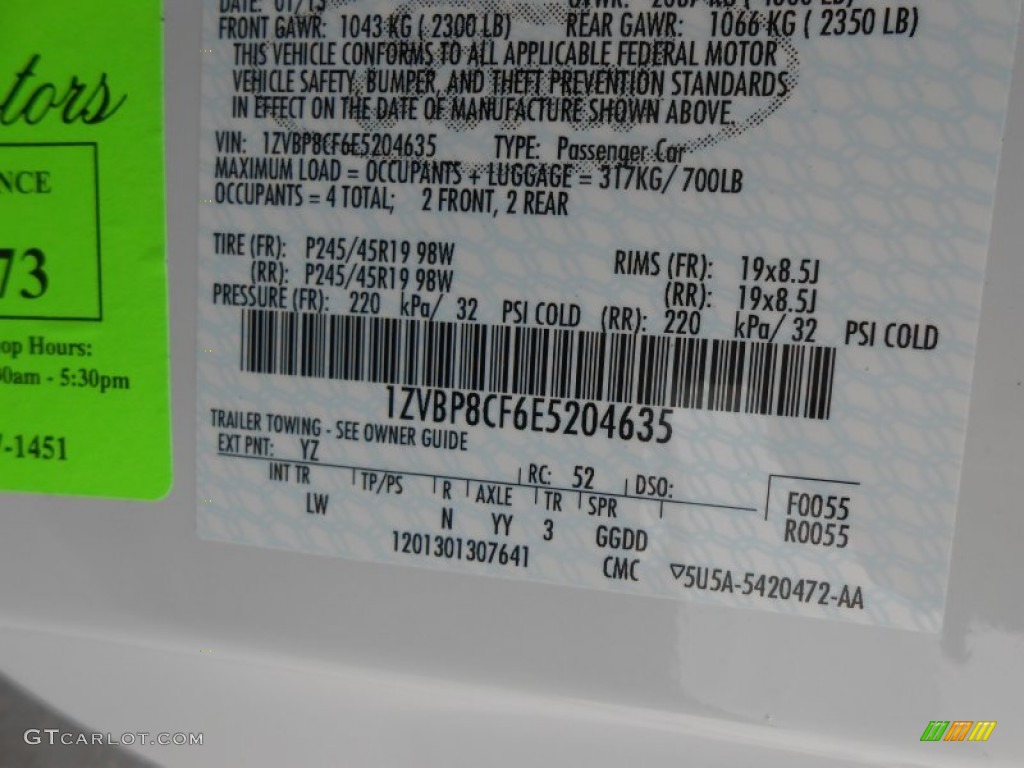 DATE: 01/13
FRONT GAWR: 1043 KG ( 2300 LB) REAR GAWR: 1066 KG ( 2350 LB)
THIS VEHICLE CONFORMS TO ALL APPLICABLE FEDERAL MOTOR
VEHICLE SAFETY, BUMPER, AND THEFT PREVENTION STANDARDS
IN EFFECT ON THE DATE OF MANUFACTURE SHOWN ABOVE.
VIN: 1ZVBP8CF6E5204635 TYPE: Passenger Car
MAXIMUM LOAD = OCCUPANTS + LUGGAGE = 317KG/ 700LB
OCCUPANTS = 4 TOTAL; 2 FRONT, 2 REAR
TIRE (FR): P245/45R19 98W RIMS (FR): 19x8.5J
(RR): P245/45R19 98W (RR): 19x8.5J
PRESSURE (FR): 220 kPa/ 32 PSI COLD (RR): 220 kPa/ 32 PSI COLD
1ZVBP8CF6E5204635
TRAILER TOWING - SEE OWNER GUIDE
EXT PNT: YZ RC: 52 DSO:
INT TR TP/PS R AXLE TR SPR F0055
LW N YY 3 GGDD R0055
1201301307641 CMC ▽5U5A-5420472-AA
tors
NCE
73
op Hours:
0am - 5:30pm
7-1451
GTCARLOT.COM